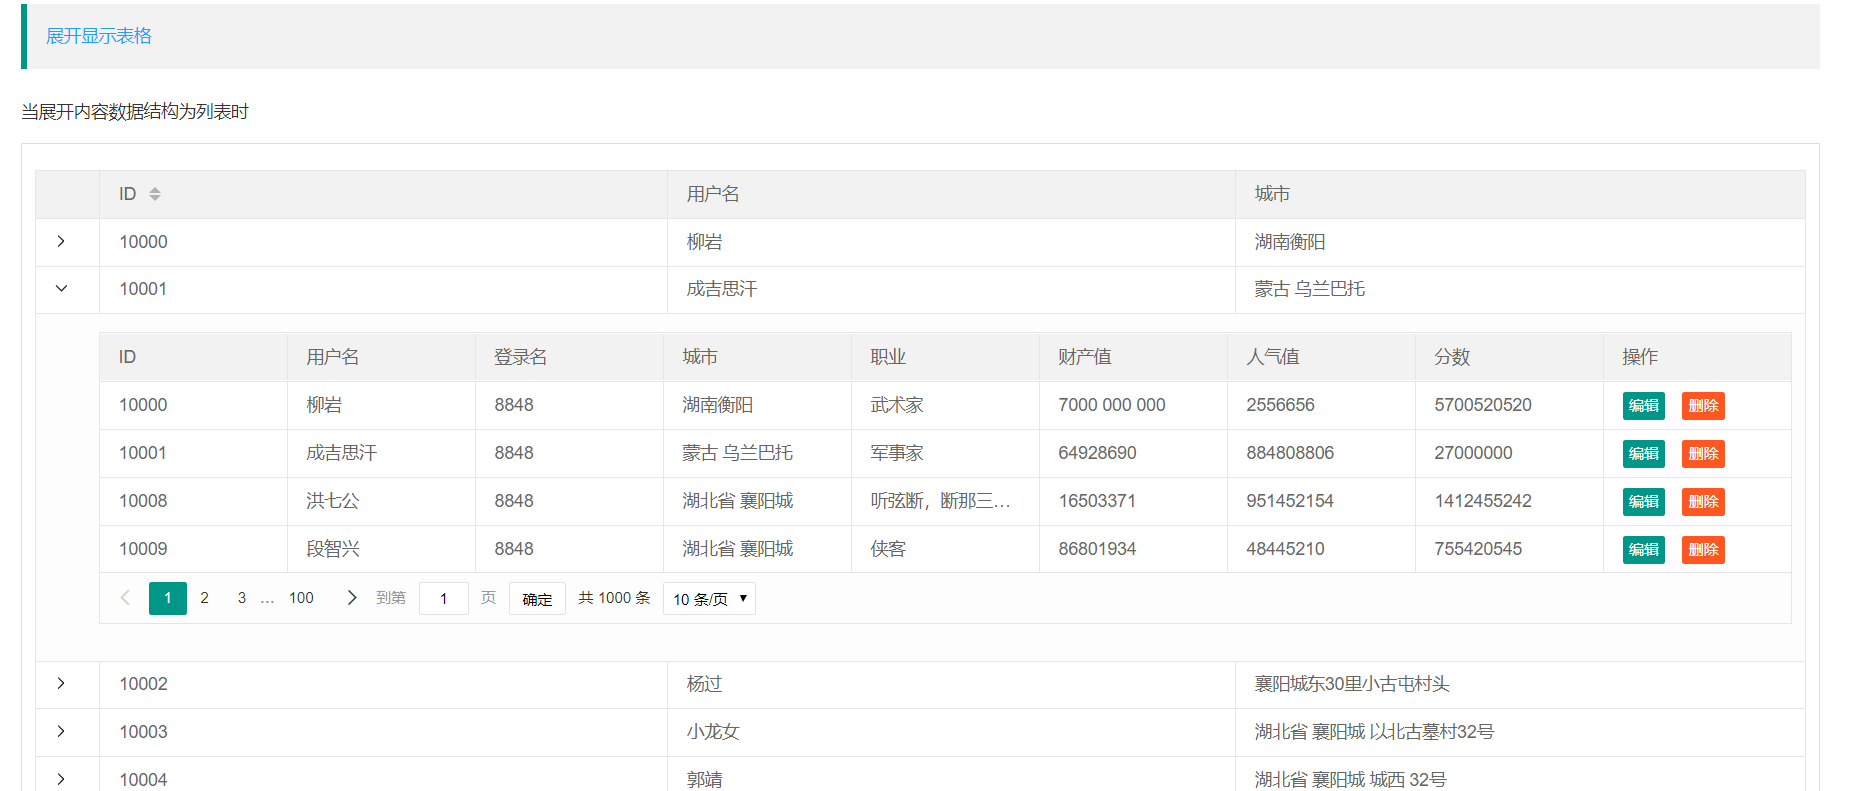 展开显示表格
当展开内容数据结构为列表时
ID 用户名 城市
10000 柳岩 湖南衡阳
10001 成吉思汗 蒙古 乌兰巴托
ID 用户名 登录名 城市 职业 财产值 人气值 分数 操作
10000 柳岩 8848 湖南衡阳 武术家 7000 000 000 2556656 5700520520 编辑 删除
10001 成吉思汗 8848 蒙古 乌兰巴托 军事家 64928690 884808806 27000000 编辑 删除
10008 洪七公 8848 湖北省 襄阳城 听弦断，断那三... 16503371 951452154 1412455242 编辑 删除
10009 段智兴 8848 湖北省 襄阳城 侠客 86801934 48445210 755420545 编辑 删除
1 2 3 ... 100 到第 1 页 确定 共 1000 条 10 条/页
10002 杨过 襄阳城东30里小古屯村头
10003 小龙女 湖北省 襄阳城 以北古墓村32号
10004 郭靖 湖北省 襄阳城 城西 32号